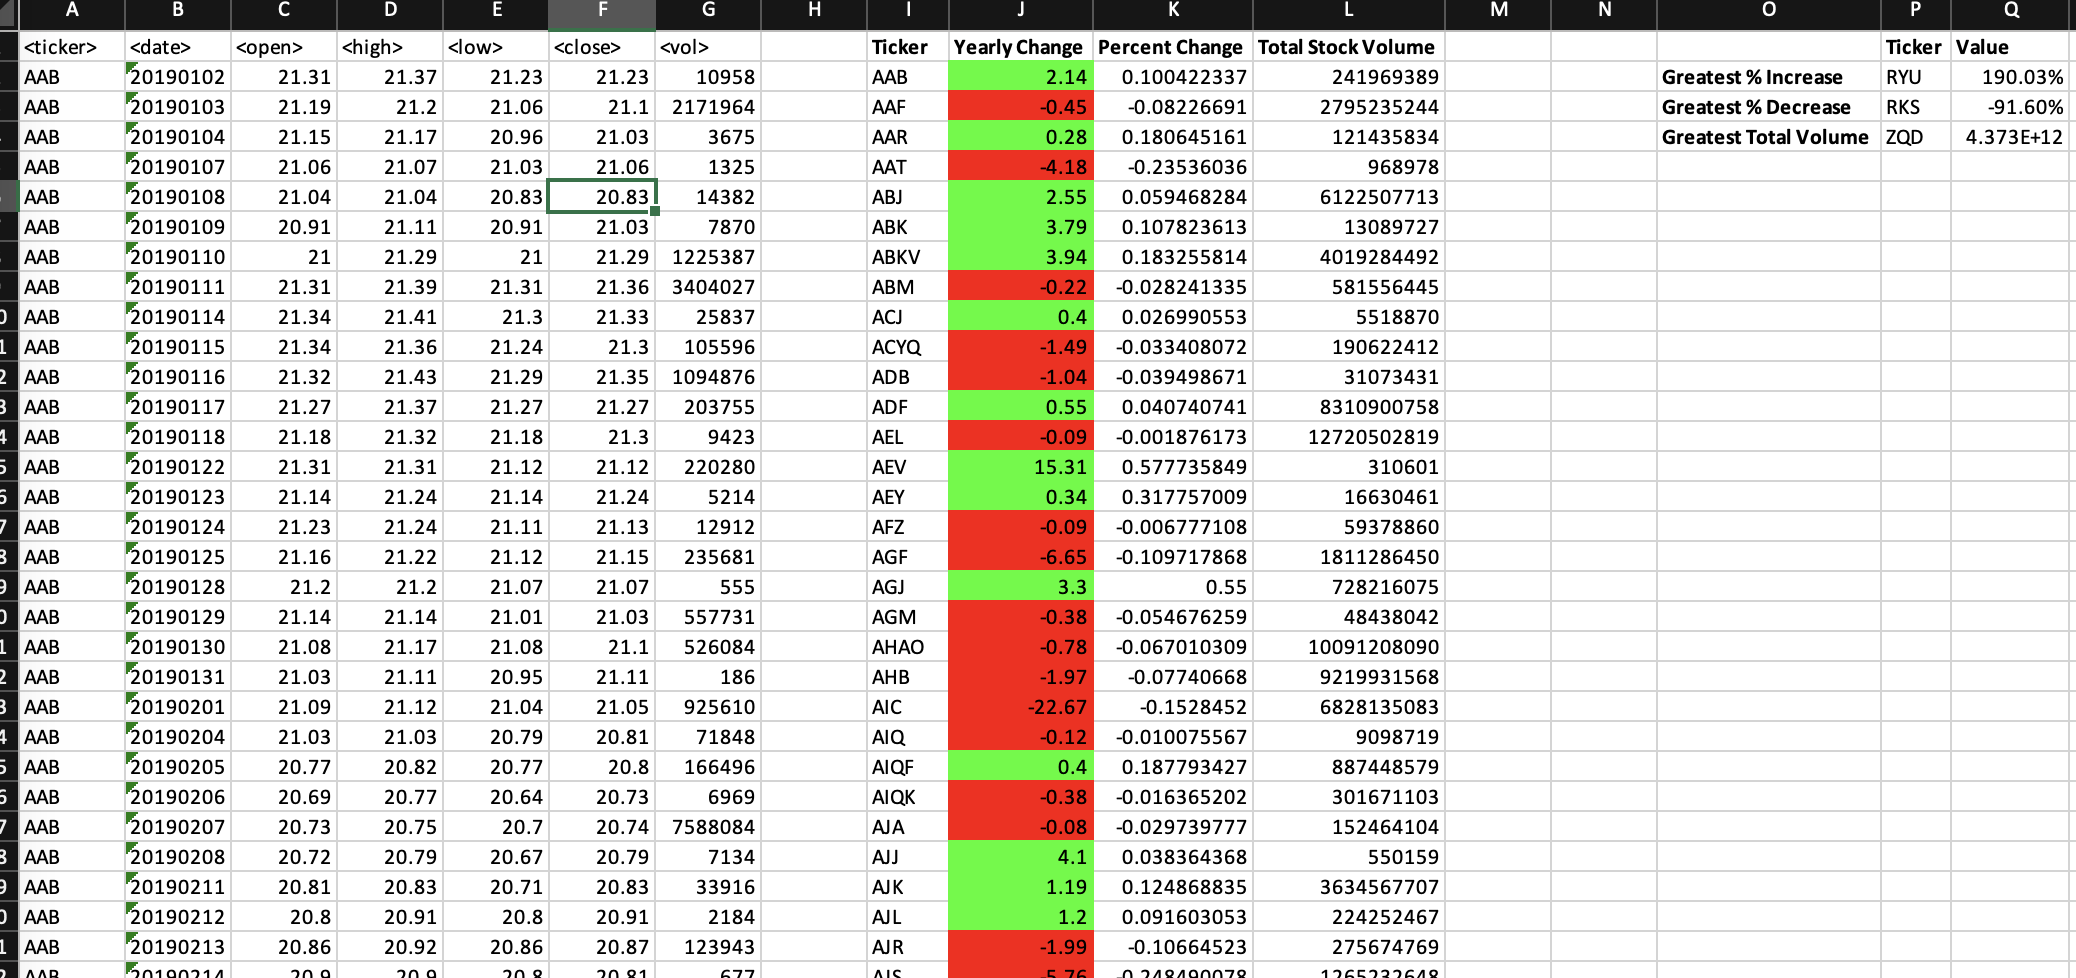 A B C D E F G H I J K L M N O P Q
<ticker> <date> <open> <high> <low> <close> <vol> Ticker Yearly Change Percent Change Total Stock Volume Ticker Value
AAB 20190102 21.31 21.37 21.23 21.23 10958 AAB 2.14 0.100422337 241969389 Greatest % Increase RYU 190.03%
AAB 20190103 21.19 21.2 21.06 21.1 2171964 AAF -0.45 -0.08226691 2795235244 Greatest % Decrease RKS -91.60%
AAB 20190104 21.15 21.17 20.96 21.03 3675 AAR 0.28 0.180645161 121435834 Greatest Total Volume ZQD 4.373E+12
AAB 20190107 21.06 21.07 21.03 21.06 1325 AAT -4.18 -0.23536036 968978
AAB 20190108 21.04 21.04 20.83 20.83 14382 ABJ 2.55 0.059468284 6122507713
AAB 20190109 20.91 21.11 20.91 21.03 7870 ABK 3.79 0.107823613 13089727
AAB 20190110 21 21.29 21 21.29 1225387 ABKV 3.94 0.183255814 4019284492
AAB 20190111 21.31 21.39 21.31 21.36 3404027 ABM -0.22 -0.028241335 581556445
AAB 20190114 21.34 21.41 21.3 21.33 25837 ACJ 0.4 0.026990553 5518870
AAB 20190115 21.34 21.36 21.24 21.3 105596 ACYQ -1.49 -0.033408072 190622412
AAB 20190116 21.32 21.43 21.29 21.35 1094876 ADB -1.04 -0.039498671 31073431
AAB 20190117 21.27 21.37 21.27 21.27 203755 ADF 0.55 0.040740741 8310900758
AAB 20190118 21.18 21.32 21.18 21.3 9423 AEL -0.09 -0.001876173 12720502819
AAB 20190122 21.31 21.31 21.12 21.12 220280 AEV 15.31 0.577735849 310601
AAB 20190123 21.14 21.24 21.14 21.24 5214 AEY 0.34 0.317757009 16630461
AAB 20190124 21.23 21.24 21.11 21.13 12912 AFZ -0.09 -0.006777108 59378860
AAB 20190125 21.16 21.22 21.12 21.15 235681 AGF -6.65 -0.109717868 1811286450
AAB 20190128 21.2 21.2 21.07 21.07 555 AGJ 3.3 0.55 728216075
AAB 20190129 21.14 21.14 21.01 21.03 557731 AGM -0.38 -0.054676259 48438042
AAB 20190130 21.08 21.17 21.08 21.1 526084 AHAO -0.78 -0.067010309 10091208090
AAB 20190131 21.03 21.11 20.95 21.11 186 AHB -1.97 -0.07740668 9219931568
AAB 20190201 21.09 21.12 21.04 21.05 925610 AIC -22.67 -0.1528452 6828135083
AAB 20190204 21.03 21.03 20.79 20.81 71848 AIQ -0.12 -0.010075567 9098719
AAB 20190205 20.77 20.82 20.77 20.8 166496 AIQF 0.4 0.187793427 887448579
AAB 20190206 20.69 20.77 20.64 20.73 6969 AIQK -0.38 -0.016365202 301671103
AAB 20190207 20.73 20.75 20.7 20.74 7588084 AJA -0.08 -0.029739777 152464104
AAB 20190208 20.72 20.79 20.67 20.79 7134 AJJ 4.1 0.038364368 550159
AAB 20190211 20.81 20.83 20.71 20.83 33916 AJK 1.19 0.124868835 3634567707
AAB 20190212 20.8 20.91 20.8 20.91 2184 AJL 1.2 0.091603053 224252467
AAB 20190213 20.86 20.92 20.86 20.87 123943 AJR -1.99 -0.10664523 275674769
AAB 20190214 20.9 20.9 20.8 20.81 677 AJS -5.76 -0.248490078 1265232648